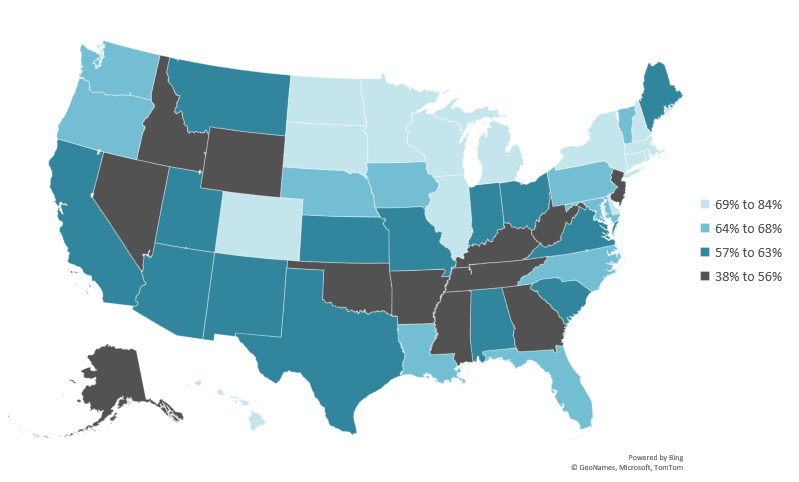 69% to 84%
64% to 68%
57% to 63%
38% to 56%
Powered by Bing
© GeoNames, Microsoft, TomTom